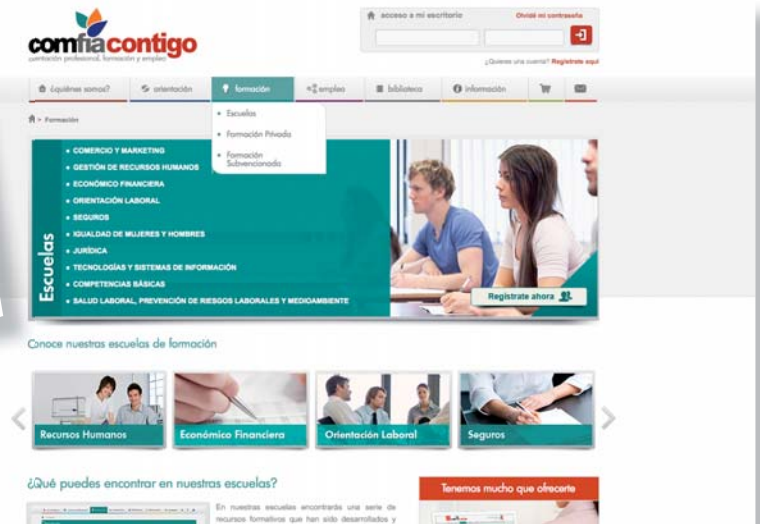 comfiacontigo
orientación profesional, formación y empleo
acceso a mi escritorio
Olvidé mi contraseña
¿Quieres una cuenta? Regístrate aquí
¿quiénes somos?
orientación
formación
empleo
biblioteca
información
> Formación
• Escuelas
• Formación Privada
• Formación
Subvencionada
Escuelas
• COMERCIO Y MARKETING
• GESTIÓN DE RECURSOS HUMANOS
• ECONÓMICO FINANCIERA
• ORIENTACIÓN LABORAL
• SEGUROS
• IGUALDAD DE MUJERES Y HOMBRES
• JURÍDICA
• TECNOLOGÍAS Y SISTEMAS DE INFORMACIÓN
• COMPETENCIAS BÁSICAS
• SALUD LABORAL, PREVENCIÓN DE RIESGOS LABORALES Y MEDIOAMBIENTE
Regístrate ahora
Conoce nuestras escuelas de formación
Recursos Humanos
Económico Financiera
Orientación Laboral
Seguros
¿Qué puedes encontrar en nuestras escuelas?
Tenemos mucho que ofrecerte
En nuestras escuelas encontrarás una serie de
recursos formativos que han sido desarrollados y